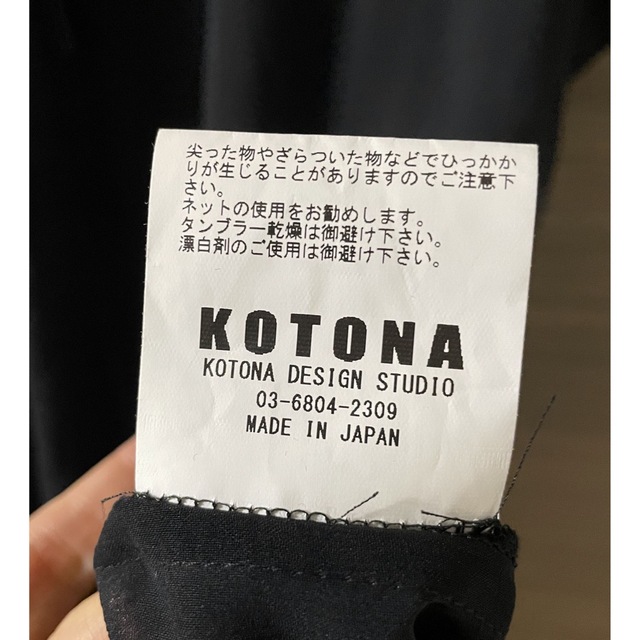 尖った物やざらついた物などでひっかか
りが生じることがありますのでご注意下
さい。
ネットの使用をお勧めします。
タンブラー乾燥は御避け下さい。
漂白剤のご使用は御避け下さい。
KOTONA
KOTONA DESIGN STUDIO
03-6804-2309
MADE IN JAPAN